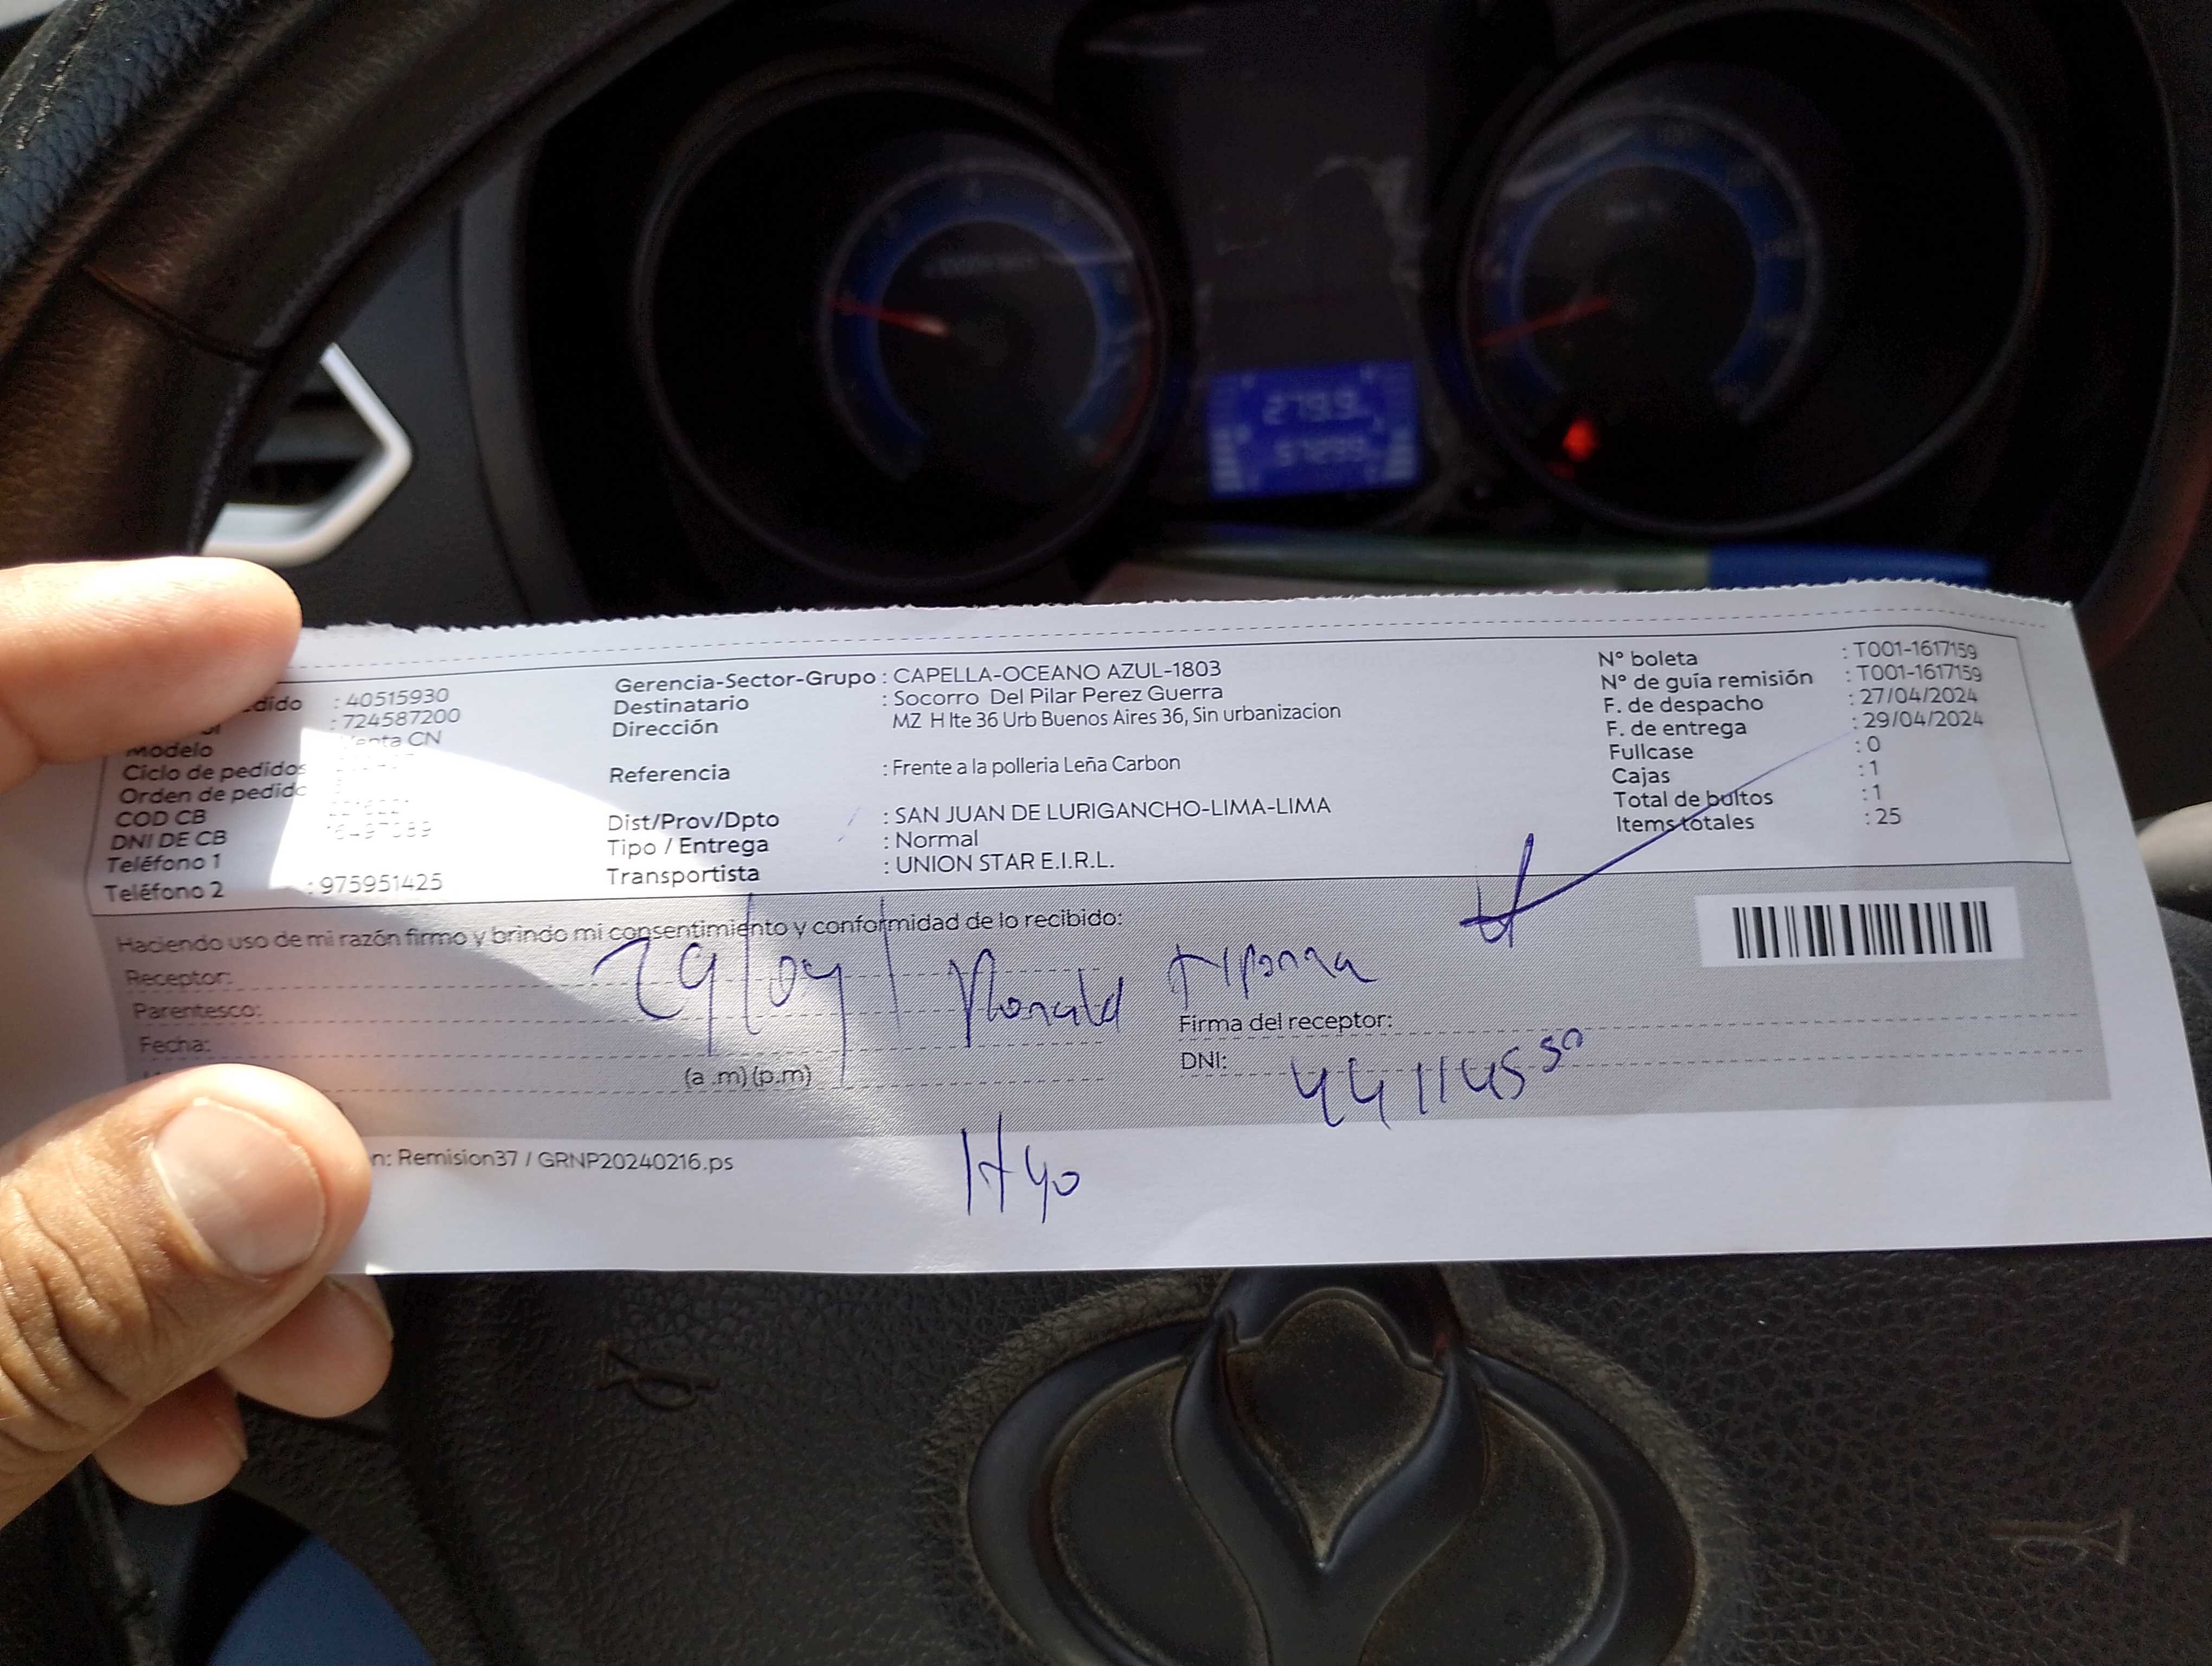 : 40515930
: 724587200
Modelo
Venta CN
Ciclo de pedidos
Orden de pedido
COD CB
DNI DE CB
Teléfono 1
Teléfono 2 : 975951425
Gerencia-Sector-Grupo : CAPELLA-OCEANO AZUL-1803
Destinatario : Socorro Del Pilar Perez Guerra
Dirección MZ H lte 36 Urb Buenos Aires 36, Sin urbanizacion
Referencia : Frente a la polleria Leña Carbon
Dist/Prov/Dpto : SAN JUAN DE LURIGANCHO-LIMA-LIMA
Tipo / Entrega : Normal
Transportista : UNION STAR E.I.R.L.
N° boleta : T001-1617159
N° de guía remisión : T001-1617159
F. de despacho : 27/04/2024
F. de entrega : 29/04/2024
Fullcase : 0
Cajas : 1
Total de bultos : 1
Items totales : 25
Haciendo uso de mi razón firmo y brindo mi consentimiento y conformidad de lo recibido:
Receptor:
Parentesco:
29/04/ Ronald
Fecha:
(a .m) (p.m)
Firma del receptor:
DNI: 44114550
n: Remision37 / GRNP20240216.ps